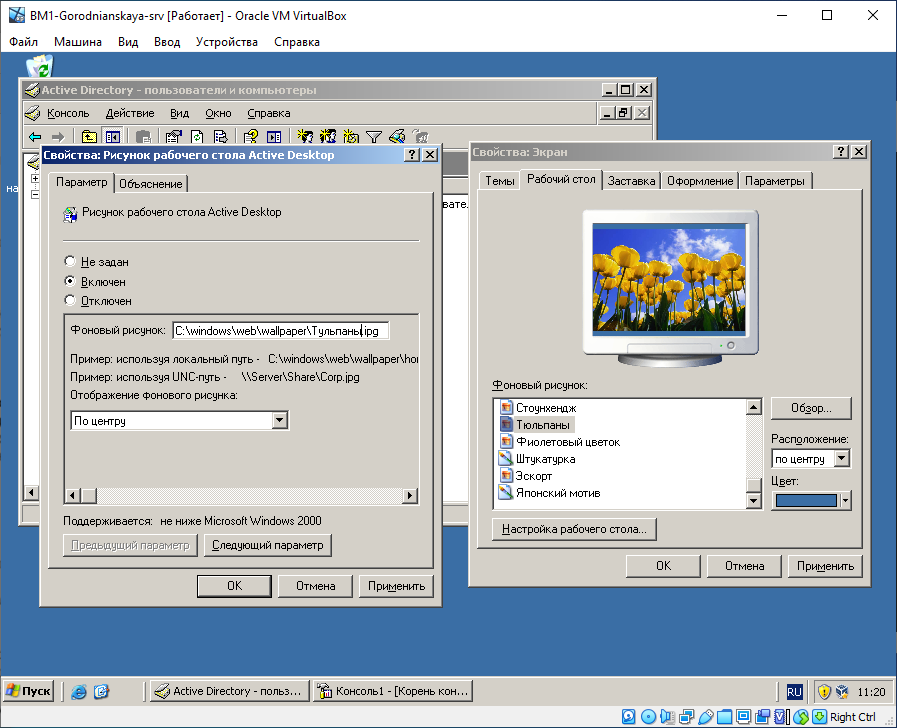 BM1-Gorodnianskaya-srv [Работает] - Oracle VM VirtualBox
Файл Машина Вид Ввод Устройства Справка
Active Directory - пользователи и компьютеры
Консоль Действие Вид Окно Справка
Свойства: Рисунок рабочего стола Active Desktop
Параметр Объяснение
Рисунок рабочего стола Active Desktop
Не задан
Включен
Отключен
Фоновый рисунок: C:\windows\web\wallpaper\Тульпаны.jpg
Пример: используя локальный путь - C:\windows\web\wallpaper\hom
Пример: используя UNC-путь - \\Server\Share\Corp.jpg
Отображение фонового рисунка:
По центру
Поддерживается: не ниже Microsoft Windows 2000
Предыдущий параметр Следующий параметр
OK Отмена Применить
Свойства: Экран
Темы Рабочий стол Заставка Оформление Параметры
Фоновый рисунок:
Стоунхендж
Тюльпаны
Фиолетовый цветок
Штукатурка
Эскорт
Японский мотив
Обзор...
Расположение:
по центру
Цвет:
Настройка рабочего стола...
OK Отмена Применить
Пуск
Active Directory - польз...
Консоль1 - [Корень кон...
RU
11:20
Right Ctrl